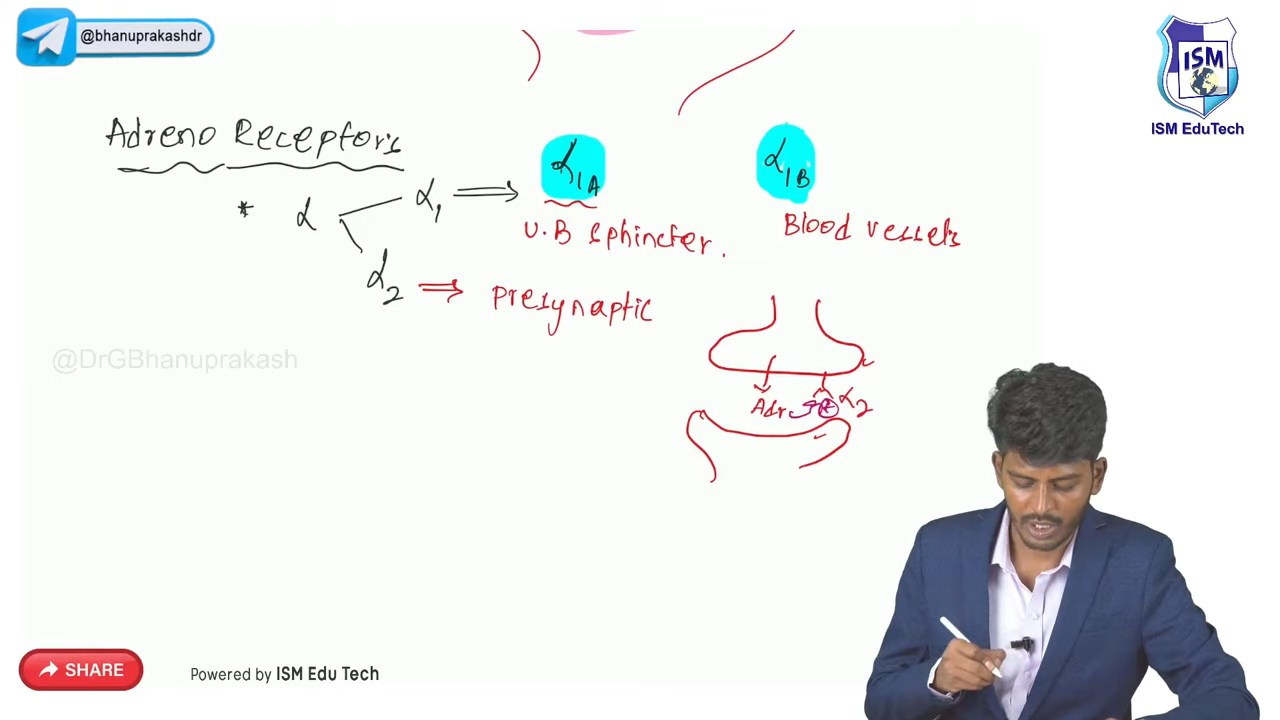 @bhanuprakashdr
ISM
ISM EduTech
Adreno Receptors
* α α1 ⇒ α1A α1B
U.B sphincter. Blood vessels
α2 ⇒ presynaptic
@DrGBhanuprakash
Adr α2
SHARE
Powered by ISM Edu Tech